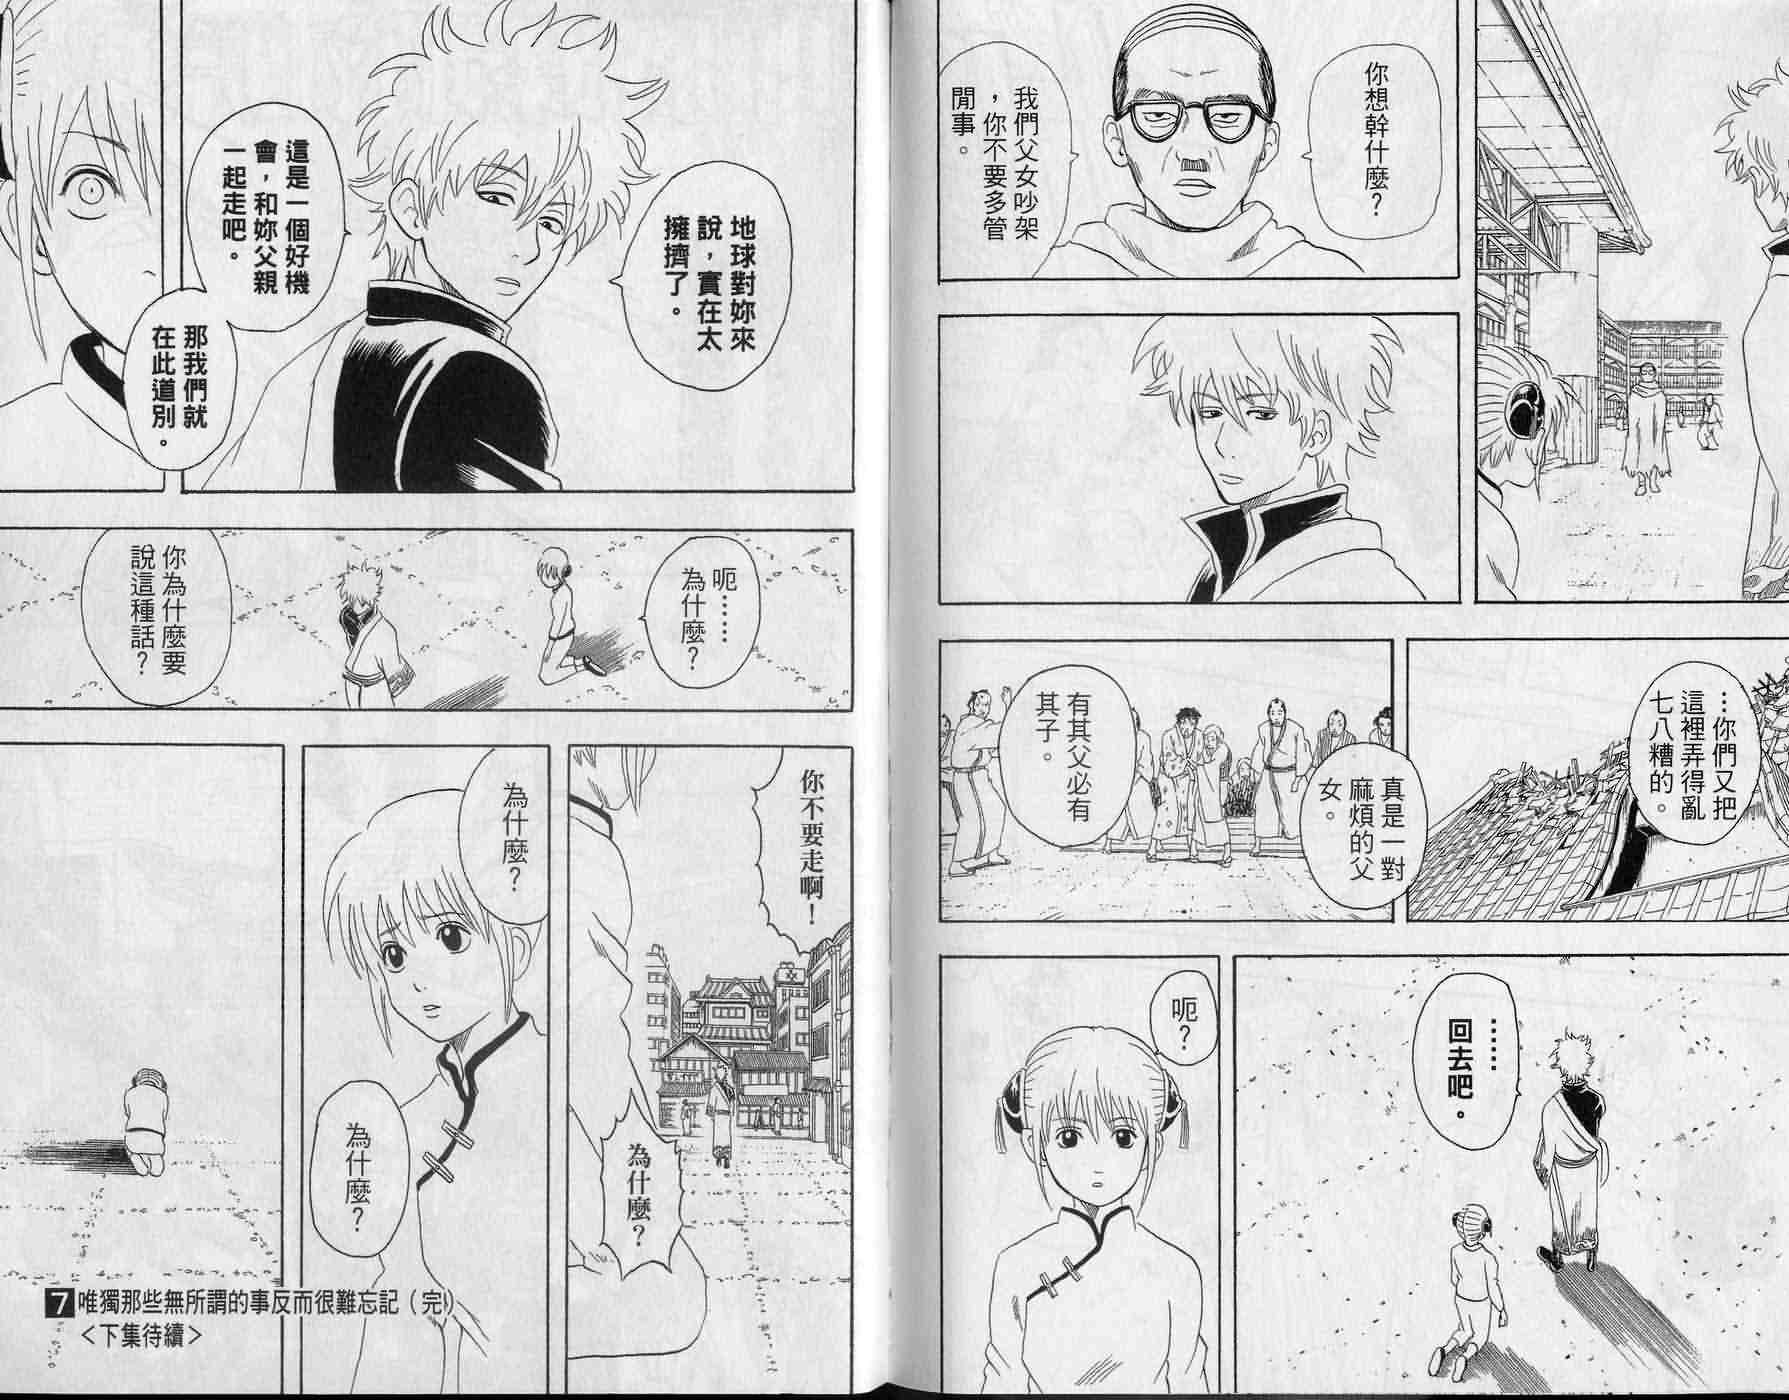 你想幹什麼？
我們父女吵架
，你不要多管
閒事。
…你們又把
這裡弄得亂
七八糟的。
真是一對
麻煩的父
女。
有其父必有
其子。
……
回去吧。
呃？
地球對妳來
說，實在太
擁擠了。
這是一個好機
會，和妳父親
一起走吧。
那我們就
在此道別。
呃……
為什麼？
你為什麼要
說這種話？
你不要走啊！
為什麼？
為什麼？
為什麼？
7 唯獨那些無所謂的事反而很難忘記（完）
＜下集待續＞